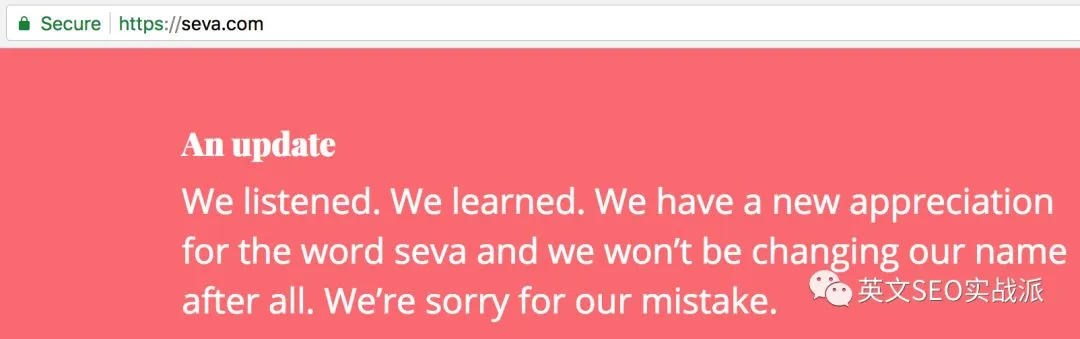 Secure https://seva.com
An update
We listened. We learned. We have a new appreciation
for the word seva and we won’t be changing our name
after all. We’re sorry for our mistake.
英文SEO实战派